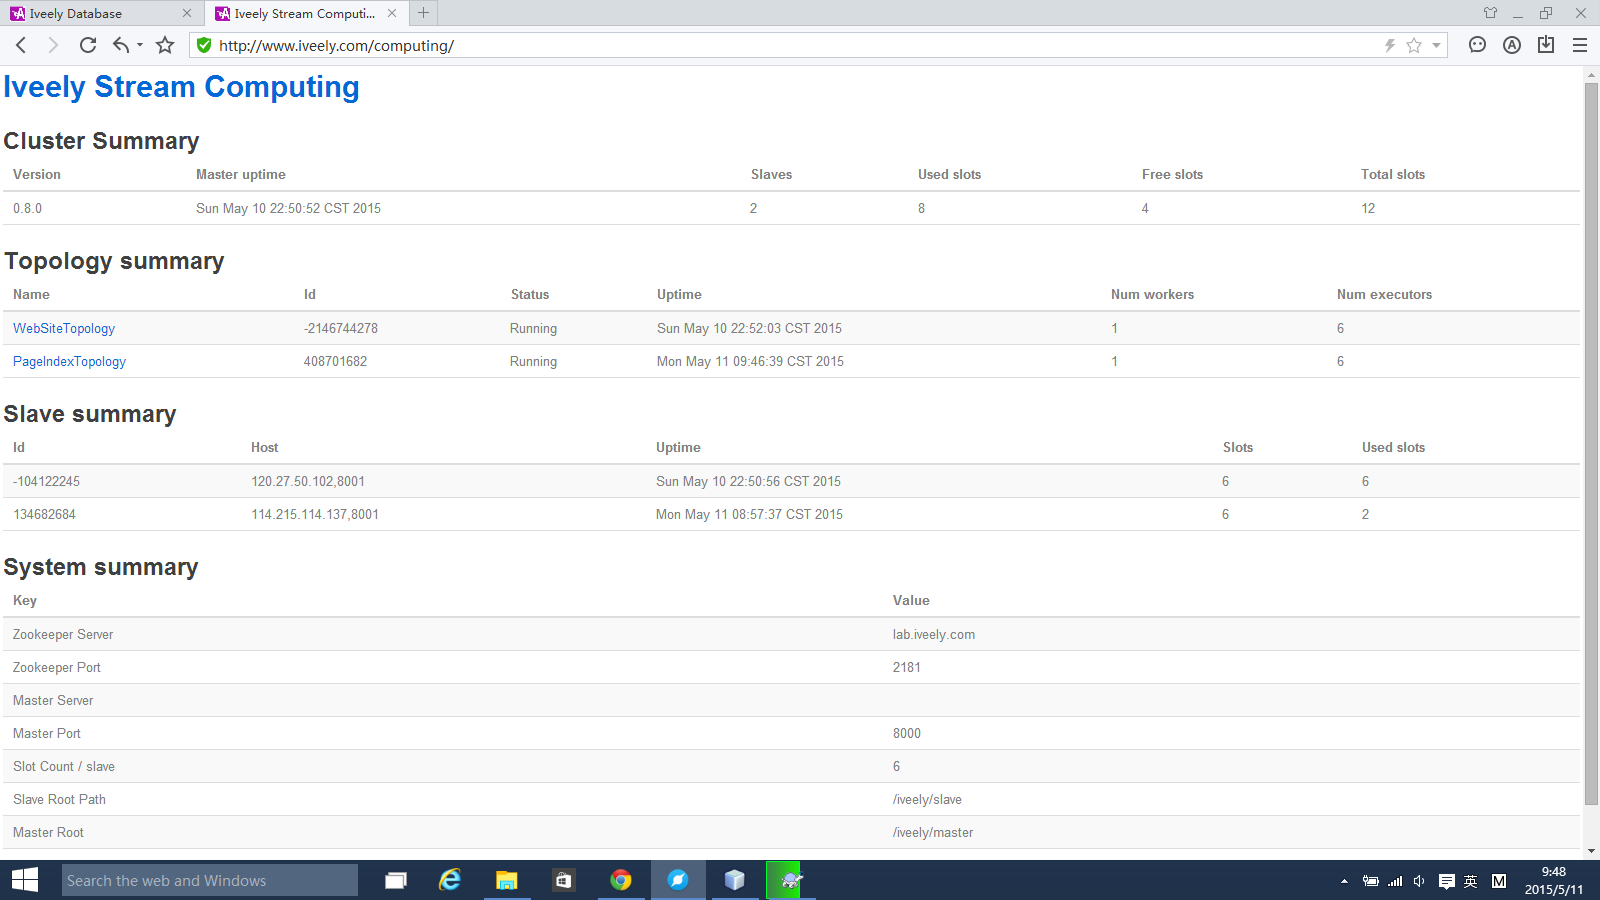 Iveely Database
Iveely Stream Computi...
http://www.iveely.com/computing/
Iveely Stream Computing
Cluster Summary
Version Master uptime Slaves Used slots Free slots Total slots
0.8.0 Sun May 10 22:50:52 CST 2015 2 8 4 12
Topology summary
Name Id Status Uptime Num workers Num executors
WebSiteTopology -2146744278 Running Sun May 10 22:52:03 CST 2015 1 6
PageIndexTopology 408701682 Running Mon May 11 09:46:39 CST 2015 1 6
Slave summary
Id Host Uptime Slots Used slots
-104122245 120.27.50.102,8001 Sun May 10 22:50:56 CST 2015 6 6
134682684 114.215.114.137,8001 Mon May 11 08:57:37 CST 2015 6 2
System summary
Key Value
Zookeeper Server lab.iveely.com
Zookeeper Port 2181
Master Server
Master Port 8000
Slot Count / slave 6
Slave Root Path /iveely/slave
Master Root /iveely/master
Search the web and Windows
英 M
9:48
2015/5/11